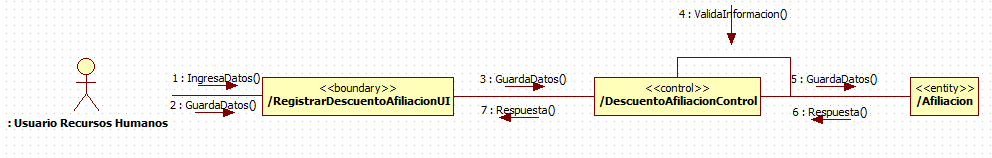 4 : ValidaInformacion()
1 : IngresaDatos()
3 : GuardaDatos()
5 : GuardaDatos()
<<boundary>>
/RegistrarDescuentoAfiliacionUI
<<control>>
/DescuentoAfiliacionControl
<<entity>>
/Afiliacion
2 : GuardaDatos()
7 : Respuesta()
6 : Respuesta()
: Usuario Recursos Humanos